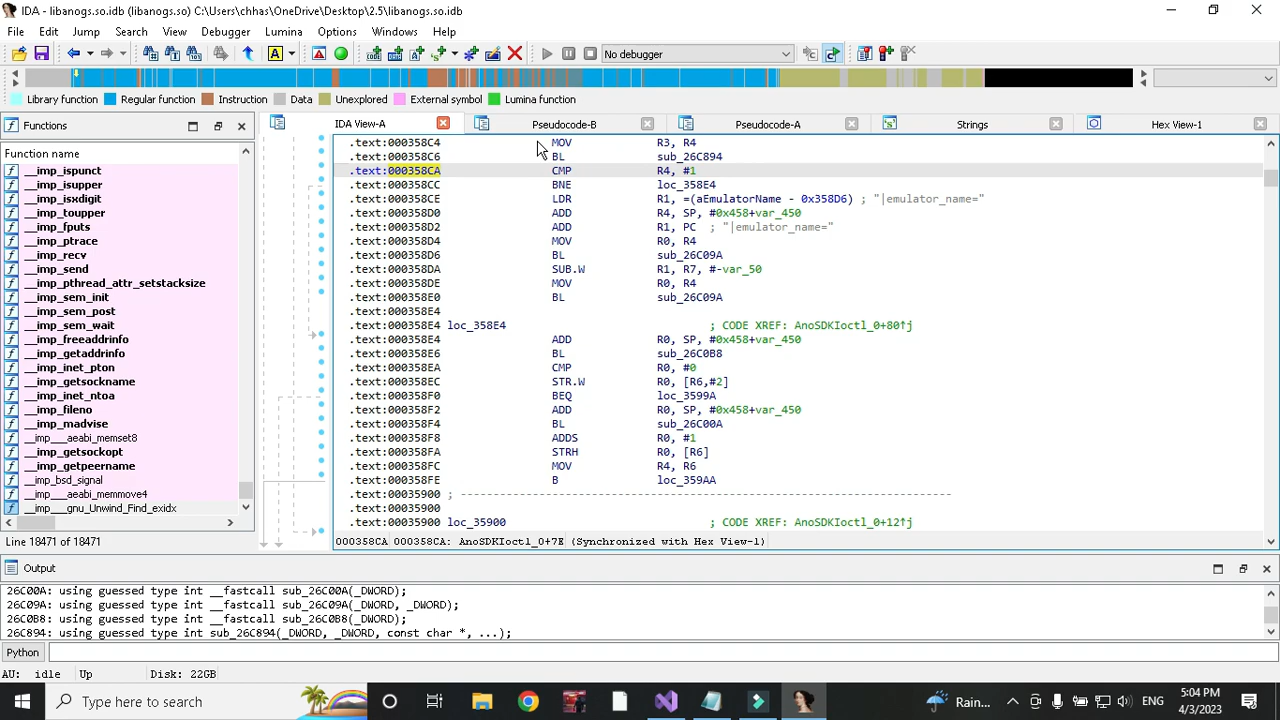 IDA - libanogs.so.idb (libanogs.so) C:\Users\chhas\OneDrive\Desktop\2.5\libanogs.so.idb
File Edit Jump Search View Debugger Lumina Options Windows Help
No debugger
Library function Regular function Instruction Data Unexplored External symbol Lumina function
Functions
Function name
__imp_ispunct
__imp_isupper
__imp_isxdigit
__imp_toupper
__imp_fputs
__imp_ptrace
__imp_recv
__imp_send
__imp_pthread_attr_setstacksize
__imp_sem_init
__imp_sem_post
__imp_sem_wait
__imp_freeaddrinfo
__imp_getaddrinfo
__imp_inet_pton
__imp_getsockname
__imp_inet_ntoa
__imp_fileno
__imp_madvise
__imp___aeabi_memset8
__imp_getsockopt
__imp_getpeername
__imp_bsd_signal
__imp___aeabi_memmove4
__imp___gnu_Unwind_Find_exidx
Line 18471 of 18471
IDA View-A Pseudocode-B Pseudocode-A Strings Hex View-1
.text:000358C4 MOV R3, R4
.text:000358C6 BL sub_26C894
.text:000358CA CMP R4, #1
.text:000358CC BNE loc_358E4
.text:000358CE LDR R1, =(aEmulatorName - 0x358D6) ; "|emulator_name="
.text:000358D0 ADD R4, SP, #0x458+var_450
.text:000358D2 ADD R1, PC ; "|emulator_name="
.text:000358D4 MOV R0, R4
.text:000358D6 BL sub_26C09A
.text:000358DA SUB.W R1, R7, #-var_50
.text:000358DE MOV R0, R4
.text:000358E0 BL sub_26C09A
.text:000358E4
.text:000358E4 loc_358E4 ; CODE XREF: AnoSDKIoctl_0+80↑j
.text:000358E4 ADD R0, SP, #0x458+var_450
.text:000358E6 BL sub_26C0B8
.text:000358EA CMP R0, #0
.text:000358EC STR.W R0, [R6,#2]
.text:000358F0 BEQ loc_3599A
.text:000358F2 ADD R0, SP, #0x458+var_450
.text:000358F4 BL sub_26C00A
.text:000358F8 ADDS R0, #1
.text:000358FA STRH R0, [R6]
.text:000358FC MOV R4, R6
.text:000358FE B loc_359AA
.text:00035900 ; ---------------------------------------------------------------------------
.text:00035900
.text:00035900 loc_35900 ; CODE XREF: AnoSDKIoctl_0+12↑j
000358CA 000358CA: AnoSDKIoctl_0+7E (Synchronized with Hex View-1)
Output
26C00A: using guessed type int __fastcall sub_26C00A(_DWORD);
26C09A: using guessed type int __fastcall sub_26C09A(_DWORD, _DWORD);
26C0B8: using guessed type int __fastcall sub_26C0B8(_DWORD);
26C894: using guessed type int sub_26C894(_DWORD, _DWORD, const char *, ...);
Python
AU: idle Up Disk: 22GB
Type here to search
Rain...
ENG
5:04 PM
4/3/2023